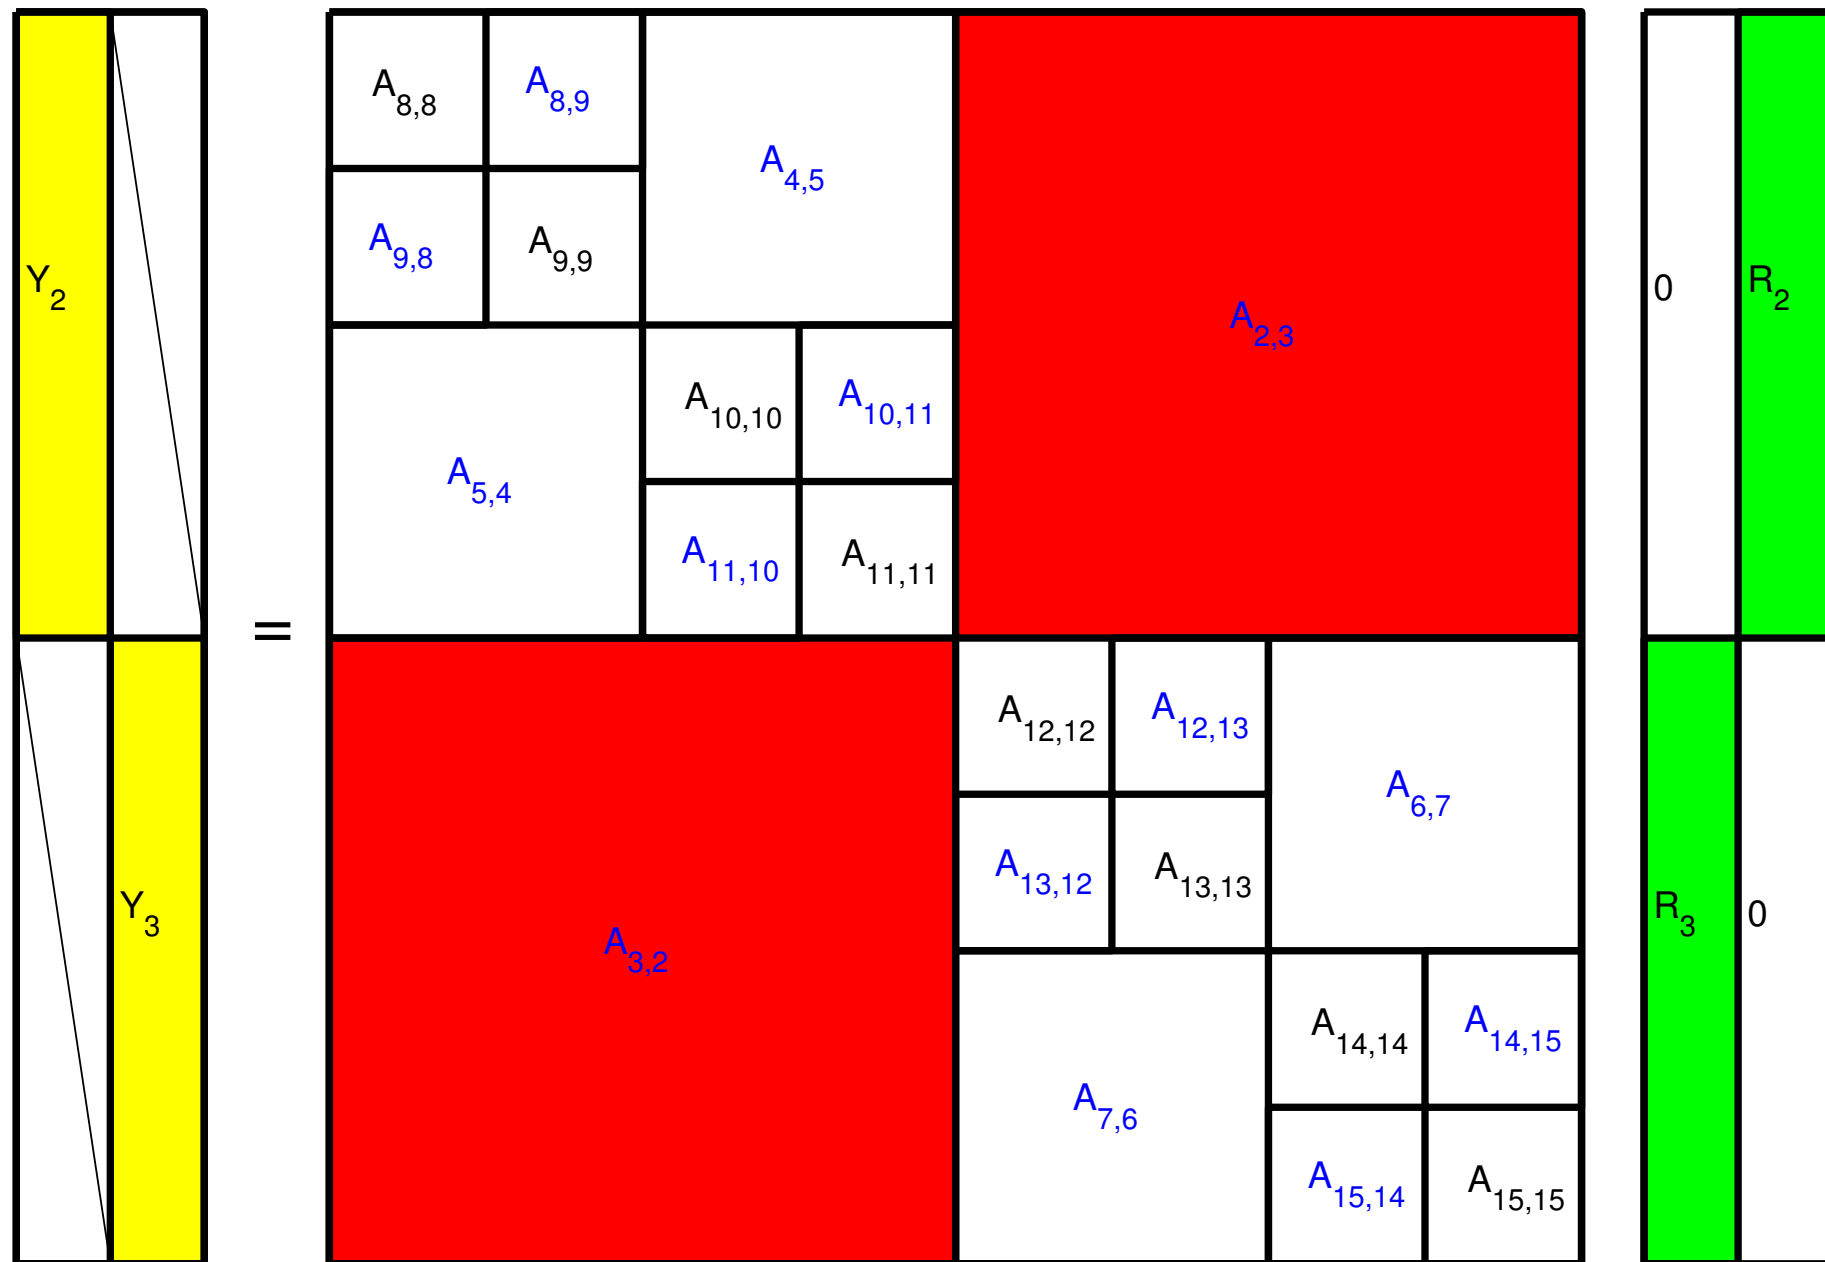 A8,8 A8,9
A4,5
A9,8 A9,9
Y2
A2,3
0 R2
A10,10 A10,11
A5,4
A11,10 A11,11
=
A12,12 A12,13
A6,7
A13,12 A13,13
Y3
A3,2
R3 0
A14,14 A14,15
A7,6
A15,14 A15,15